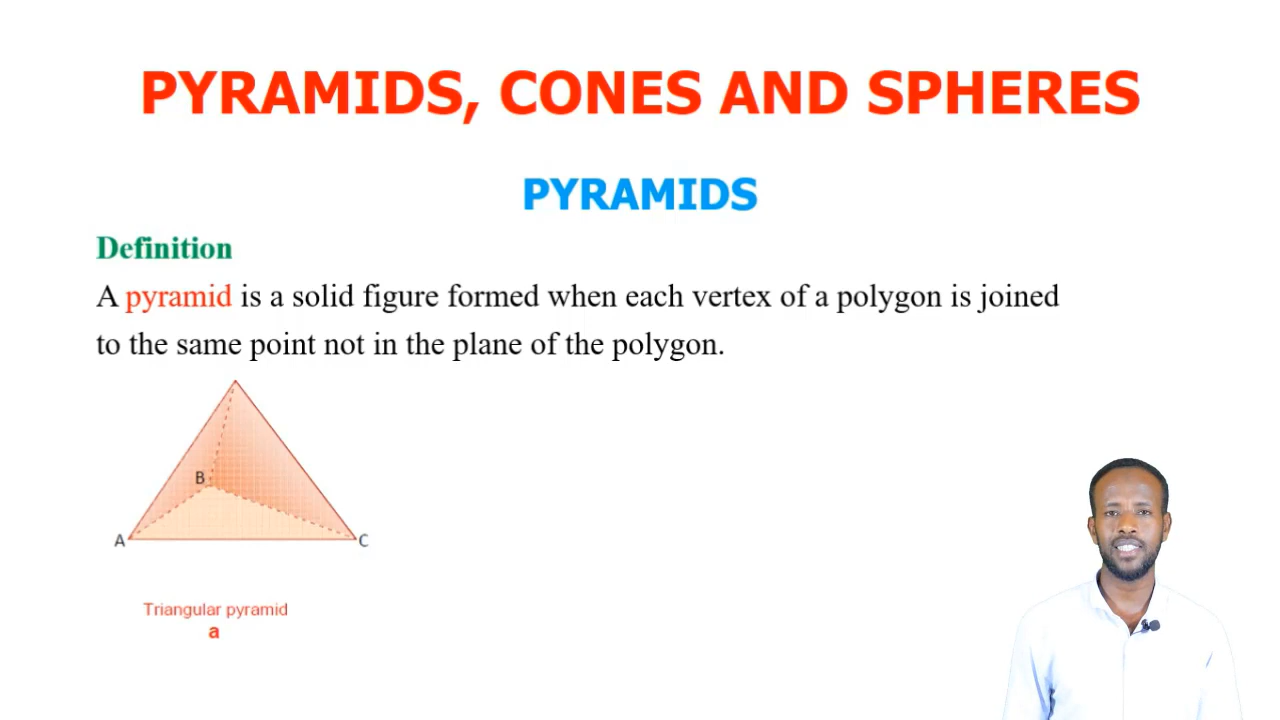 PYRAMIDS, CONES AND SPHERES
PYRAMIDS
Definition
A pyramid is a solid figure formed when each vertex of a polygon is joined
to the same point not in the plane of the polygon.
B
A
C
Triangular pyramid
a